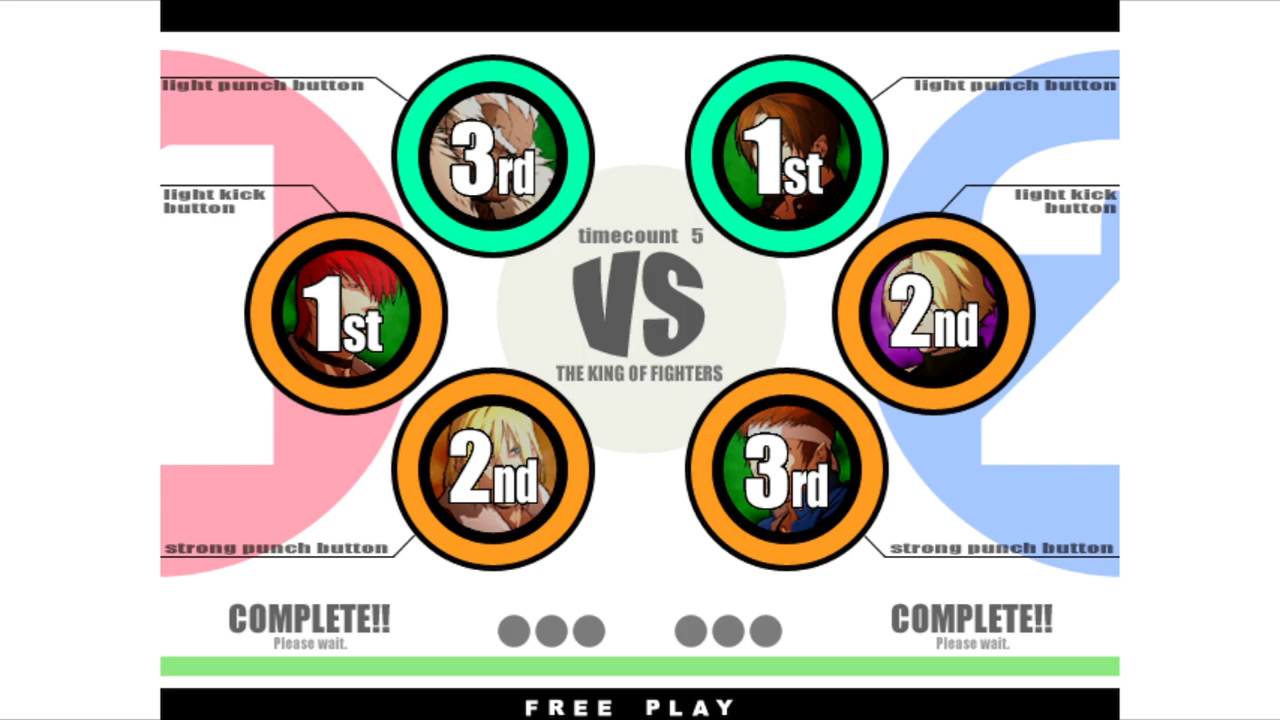 light punch button
light punch button
3rd
1st
light kick
button
light kick
button
timecount 5
VS
1st
2nd
THE KING OF FIGHTERS
2nd
3rd
strong punch button
strong punch button
COMPLETE!!
Please wait.
COMPLETE!!
Please wait.
FREE PLAY